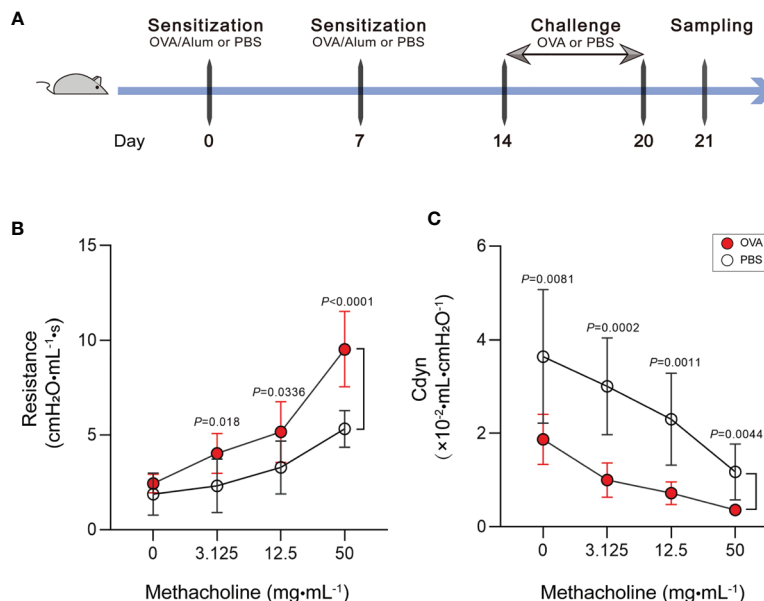 A
Sensitization
OVA/Alum or PBS
Sensitization
OVA/Alum or PBS
Challenge
OVA or PBS
Sampling
Day 0 7 14 20 21
B
Resistance
(cmH₂O•mL⁻¹•s)
15
10
5
0
P=0.018
P=0.0336
P<0.0001
0 3.125 12.5 50
Methacholine (mg•mL⁻¹)
C
Cdyn
(×10⁻²•mL•cmH₂O⁻¹)
6
4
2
0
P=0.0081
P=0.0002
P=0.0011
P=0.0044
OVA
PBS
0 3.125 12.5 50
Methacholine (mg•mL⁻¹)